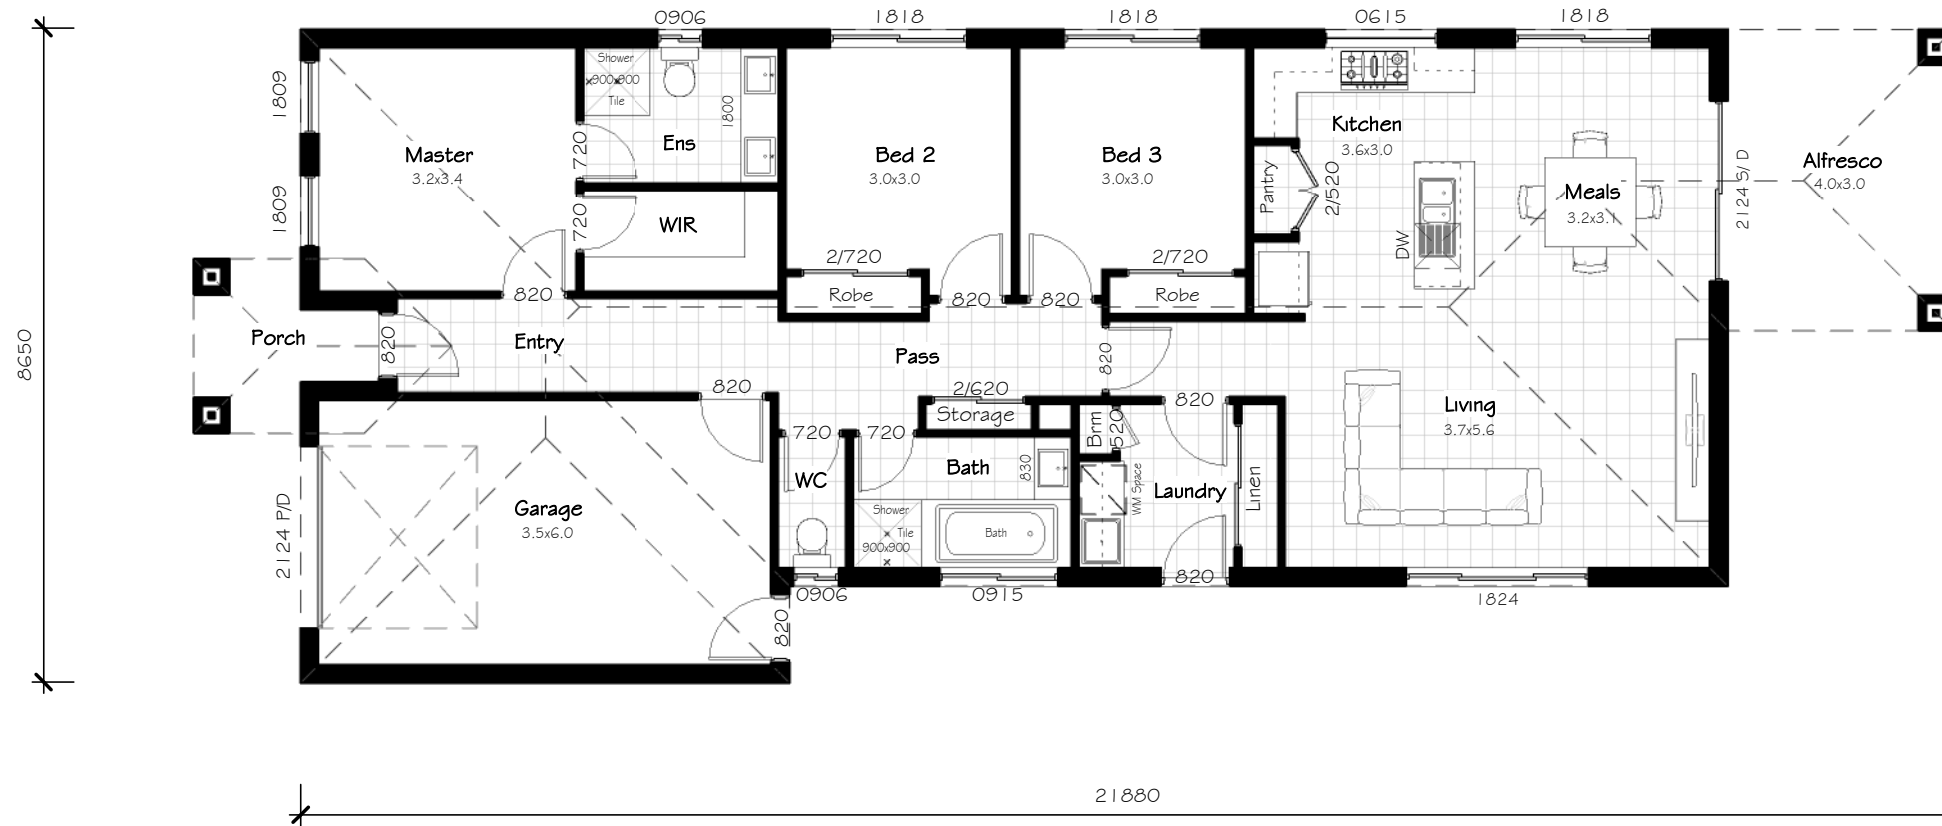 0906
1818
1818
0615
1818
1809
1809
Shower
900x900
Tile
1800
Ens
720
Master
3.2x3.4
720
WIR
Bed 2
3.0x3.0
Bed 3
3.0x3.0
Kitchen
3.6x3.0
Pantry
2/520
DW
Meals
3.2x3.1
2124 S/D
Alfresco
4.0x3.0
2/720
Robe
2/720
Robe
820
820
820
8650
Porch
820
Entry
Pass
820
820
2/620
Storage
820
Brm
520
Living
3.7x5.6
720
720
WC
Bath
830
WM Space
Laundry
Linen
2124 P/D
Garage
3.5x6.0
Shower
Tile
900x900
Bath
820
0906
0915
820
1824
21880